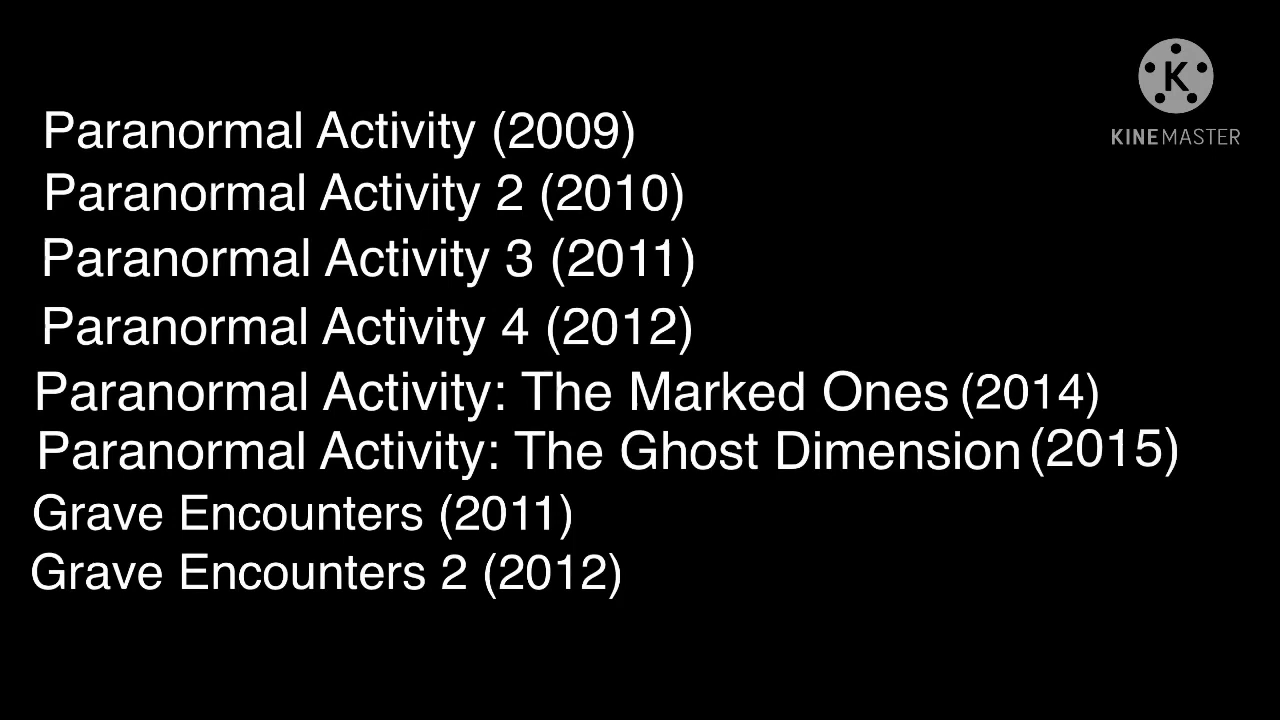 Paranormal Activity (2009)
Paranormal Activity 2 (2010)
Paranormal Activity 3 (2011)
Paranormal Activity 4 (2012)
Paranormal Activity: The Marked Ones (2014)
Paranormal Activity: The Ghost Dimension (2015)
Grave Encounters (2011)
Grave Encounters 2 (2012)
K
KINEMASTER